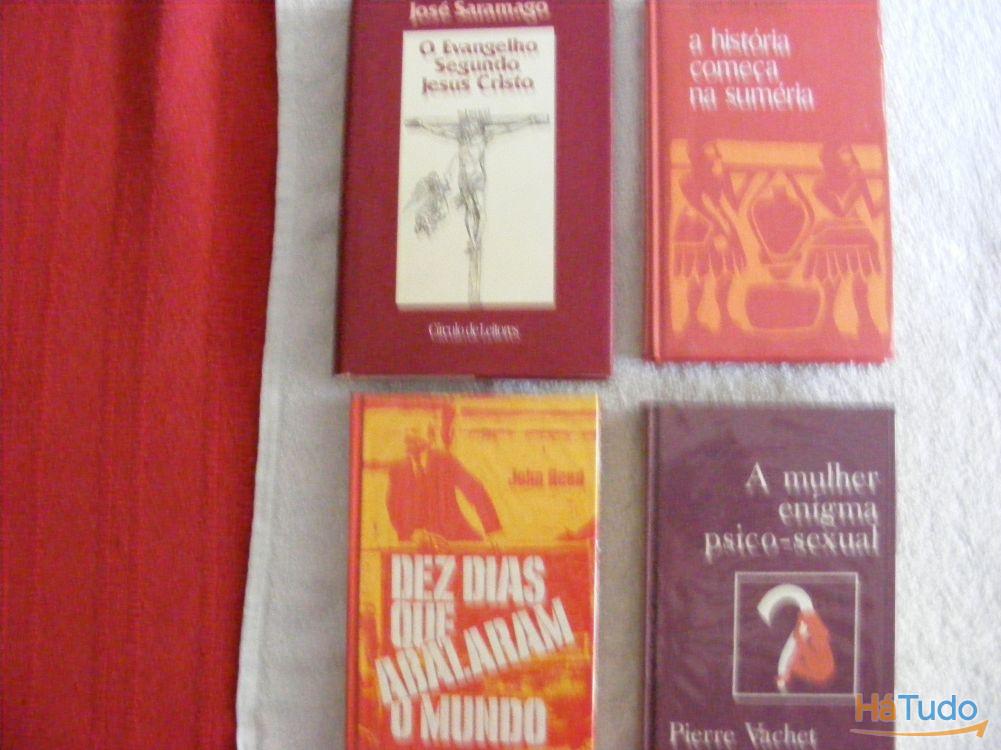 José Saramago
O Evangelho
Segundo
Jesus Cristo
Círculo de Leitores
a história
começa
na suméria
John Reed
DEZ DIAS
QUE
ABALARAM
O MUNDO
A mulher
enígma
psico-sexual
Pierre Vachet
HáTudo